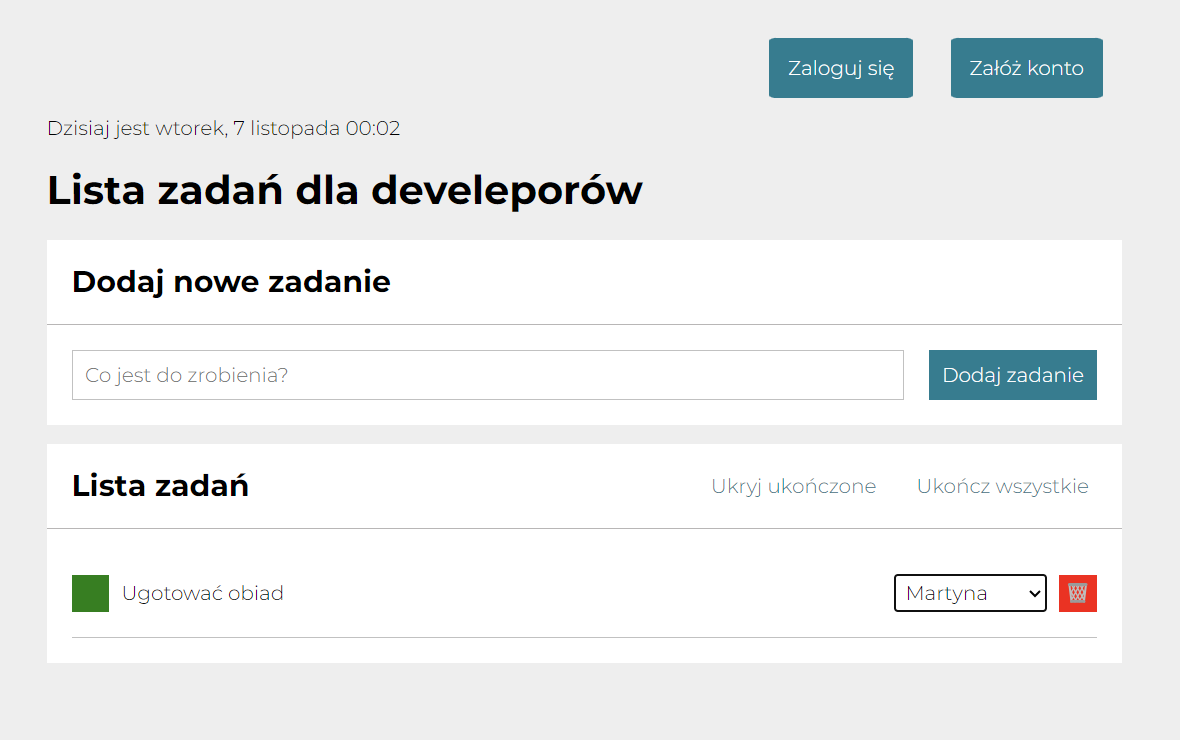 Zaloguj się
Załóż konto
Dzisiaj jest wtorek, 7 listopada 00:02
Lista zadań dla develeporów
Dodaj nowe zadanie
Co jest do zrobienia?
Dodaj zadanie
Lista zadań
Ukryj ukończone
Ukończ wszystkie
Ugotować obiad
Martyna